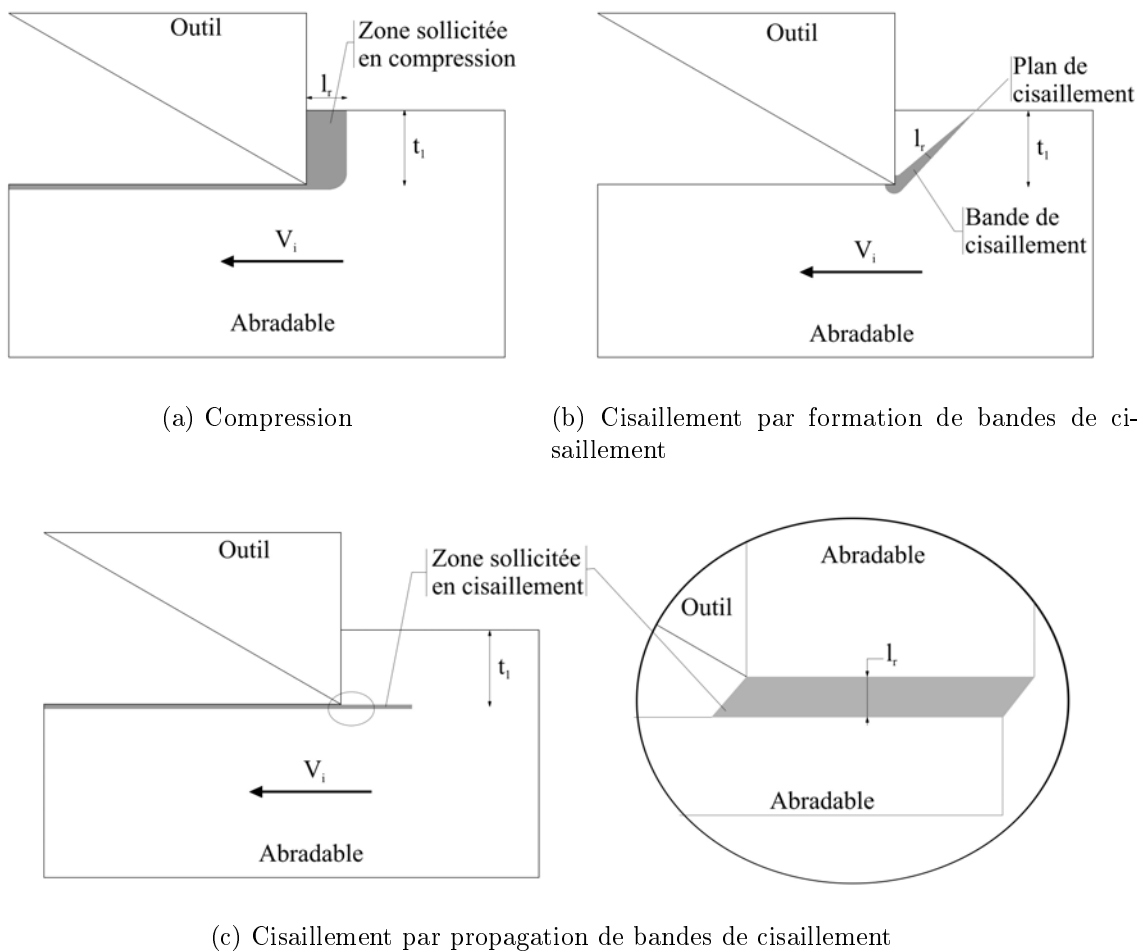 Outil
Zone sollicitée
en compression
l_r
t_1
V_i
Abradable
(a) Compression
Outil
Plan de
cisaillement
l_r
t_1
Bande de
cisaillement
V_i
Abradable
(b) Cisaillement par formation de bandes de ci-
saillement
Outil
Zone sollicitée
en cisaillement
t_1
V_i
Abradable
Abradable
Outil
l_r
Abradable
(c) Cisaillement par propagation de bandes de cisaillement